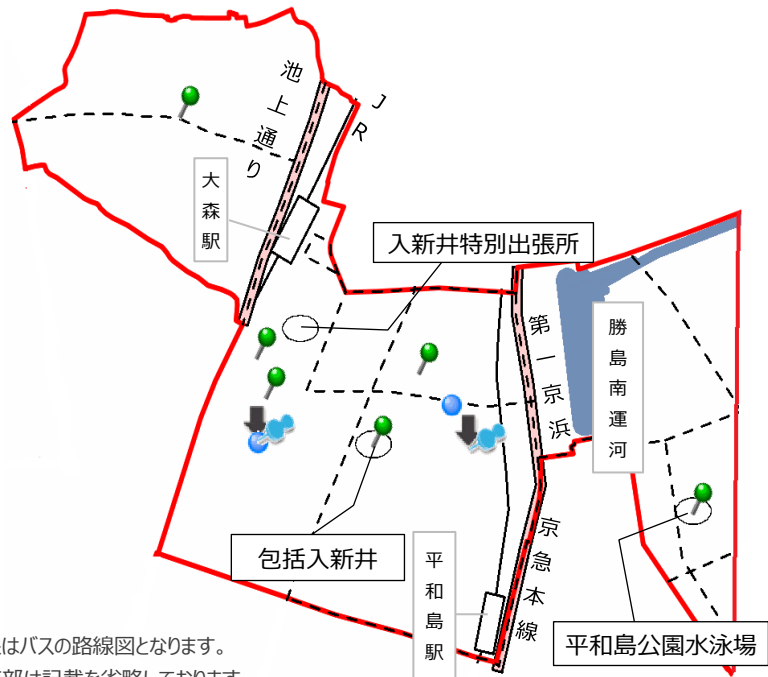 池上通り
JR
大森駅
入新井特別出張所
第一京浜
勝島南運河
包括入新井
平和島駅
京急本線
平和島公園水泳場
はバスの路線図となります。